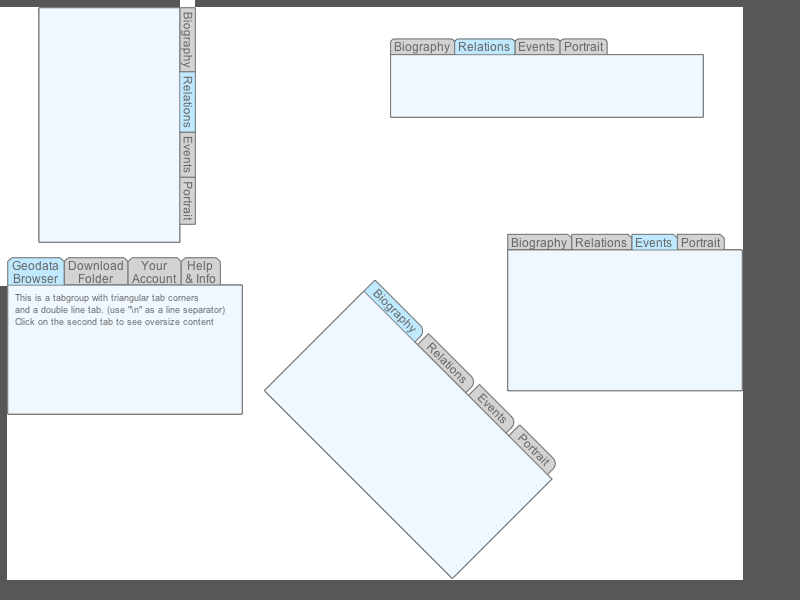 Biography
Relations
Events
Portrait
Biography Relations Events Portrait
Biography Relations Events Portrait
Geodata Download Your Help
Browser Folder Account & Info
This is a tabgroup with triangular tab corners
and a double line tab. (use "\n" as a line separator)
Click on the second tab to see oversize content
Biography
Relations
Events
Portrait